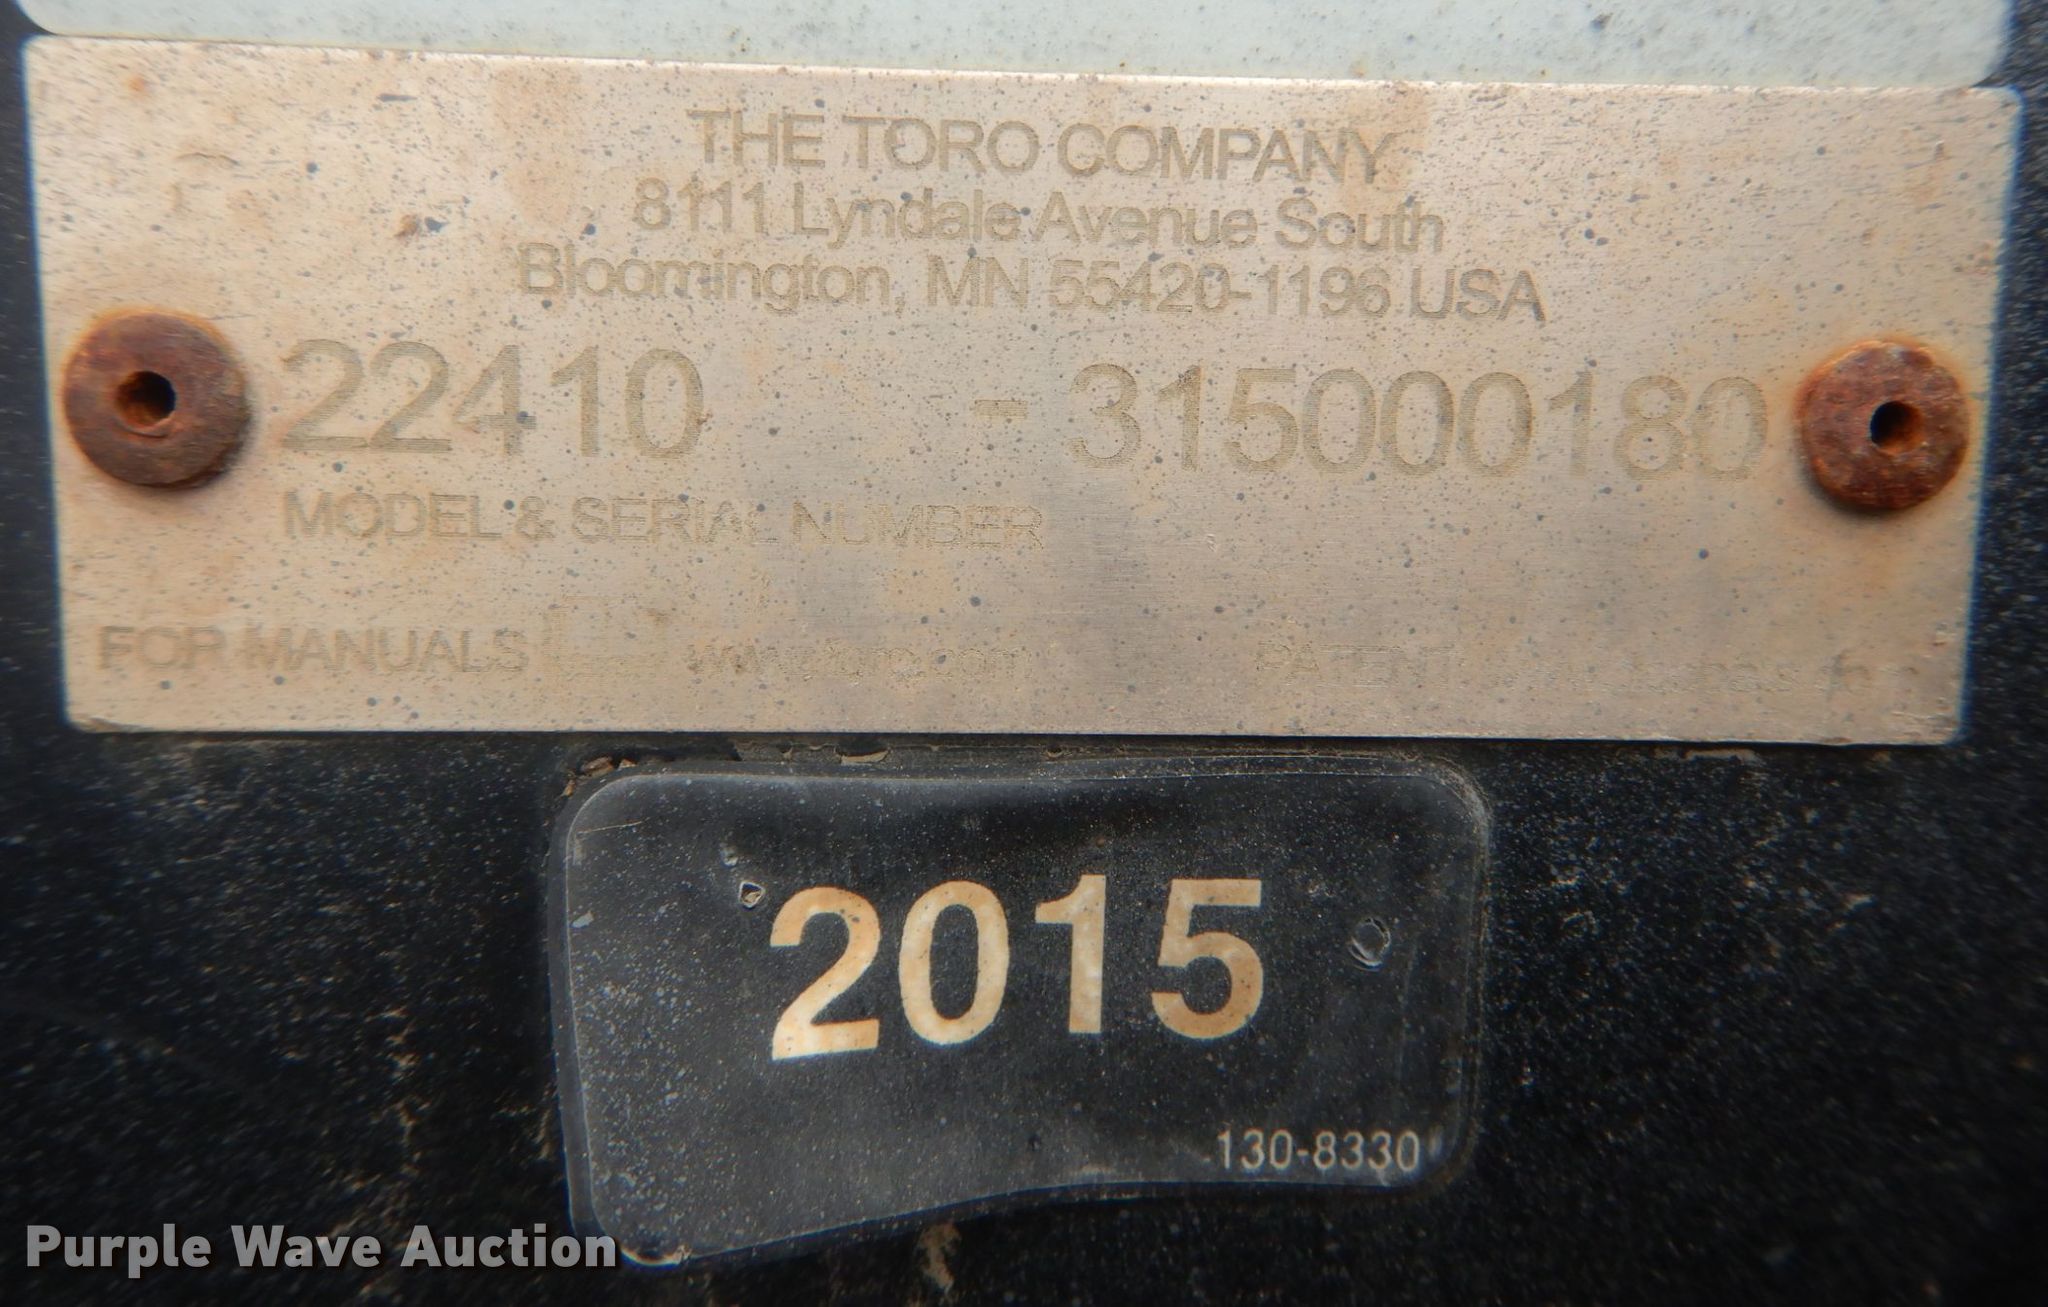 THE TORO COMPANY
8111 Lyndale Avenue South
Bloomington, MN 55420-1196 USA
22410 - 315000180
MODEL & SERIAL NUMBER
FOR MANUALS www.toro.com PATENT
2015
130-8330
Purple Wave Auction